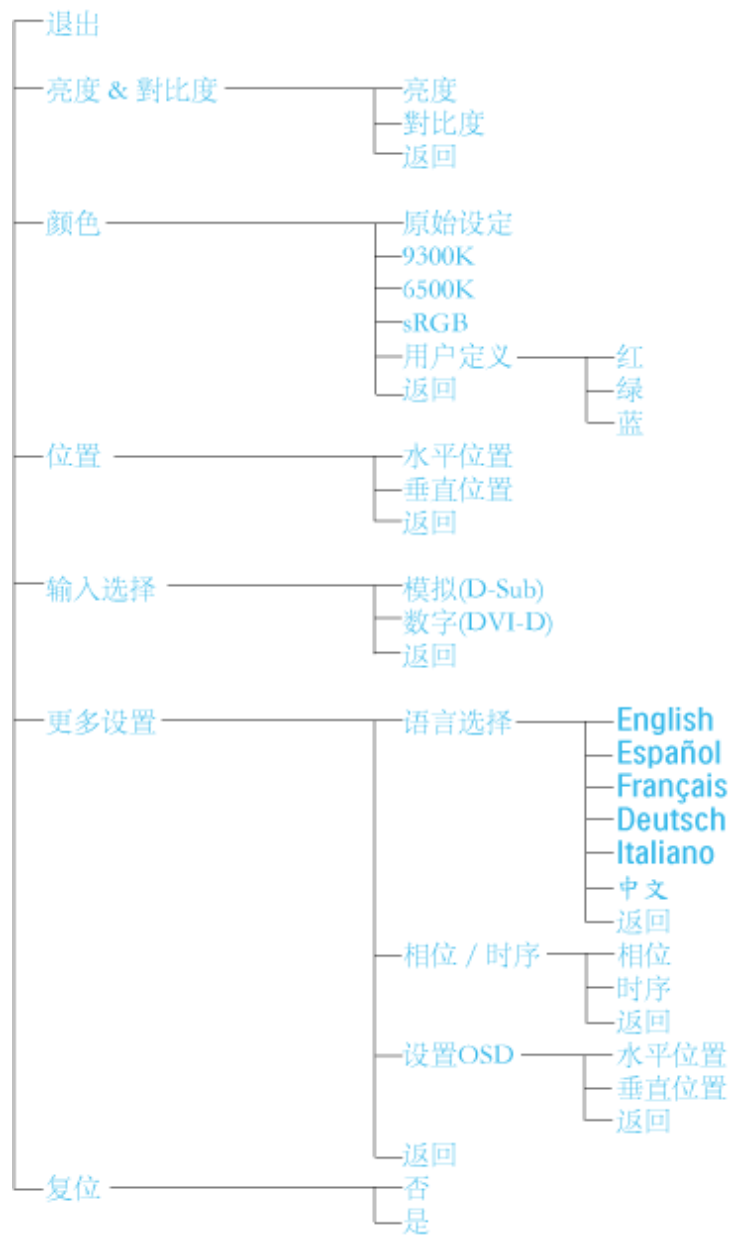 退出
亮度 & 對比度
亮度
對比度
返回
颜色
原始设定
9300K
6500K
sRGB
用户定义
红
绿
蓝
返回
位置
水平位置
垂直位置
返回
输入选择
模拟(D-Sub)
数字(DVI-D)
返回
更多设置
语言选择
English
Español
Français
Deutsch
Italiano
中文
返回
相位 / 时序
相位
时序
返回
设置OSD
水平位置
垂直位置
返回
返回
复位
否
是